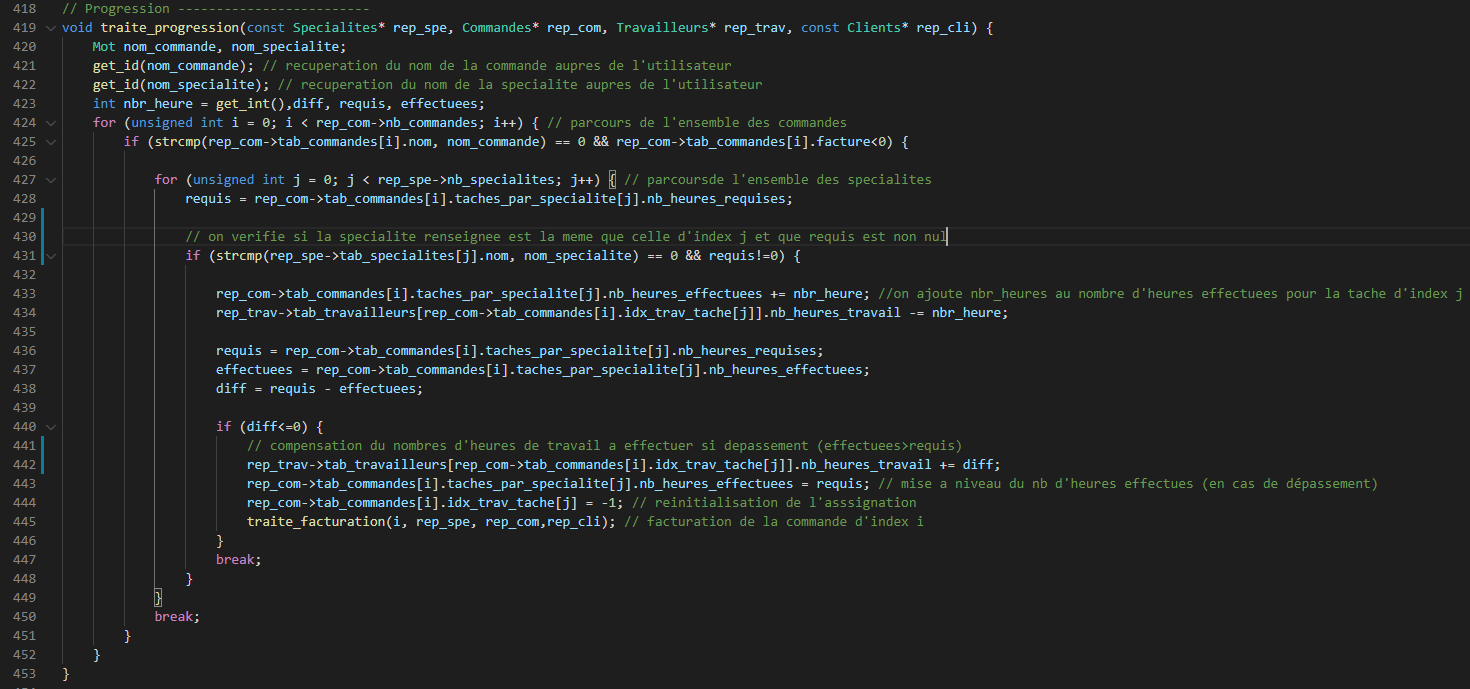 418 // Progression -------------------------
419 void traite_progression(const Specialites* rep_spe, Commandes* rep_com, Travailleurs* rep_trav, const Clients* rep_cli) {
420 Mot nom_commande, nom_specialite;
421 get_id(nom_commande); // recuperation du nom de la commande aupres de l'utilisateur
422 get_id(nom_specialite); // recuperation du nom de la specialite aupres de l'utilisateur
423 int nbr_heure = get_int(),diff, requis, effectuees;
424 for (unsigned int i = 0; i < rep_com->nb_commandes; i++) { // parcours de l'ensemble des commandes
425 if (strcmp(rep_com->tab_commandes[i].nom, nom_commande) == 0 && rep_com->tab_commandes[i].facture<0) {
426
427 for (unsigned int j = 0; j < rep_spe->nb_specialites; j++) { // parcoursde l'ensemble des specialites
428 requis = rep_com->tab_commandes[i].taches_par_specialite[j].nb_heures_requises;
429
430 // on verifie si la specialite renseignee est la meme que celle d'index j et que requis est non nul
431 if (strcmp(rep_spe->tab_specialites[j].nom, nom_specialite) == 0 && requis!=0) {
432
433 rep_com->tab_commandes[i].taches_par_specialite[j].nb_heures_effectuees += nbr_heure; //on ajoute nbr_heures au nombre d'heures effectuees pour la tache d'index j
434 rep_trav->tab_travailleurs[rep_com->tab_commandes[i].idx_trav_tache[j]].nb_heures_travail -= nbr_heure;
435
436 requis = rep_com->tab_commandes[i].taches_par_specialite[j].nb_heures_requises;
437 effectuees = rep_com->tab_commandes[i].taches_par_specialite[j].nb_heures_effectuees;
438 diff = requis - effectuees;
439
440 if (diff<=0) {
441 // compensation du nombres d'heures de travail a effectuer si depassement (effectuees>requis)
442 rep_trav->tab_travailleurs[rep_com->tab_commandes[i].idx_trav_tache[j]].nb_heures_travail += diff;
443 rep_com->tab_commandes[i].taches_par_specialite[j].nb_heures_effectuees = requis; // mise a niveau du nb d'heures effectues (en cas de dépassement)
444 rep_com->tab_commandes[i].idx_trav_tache[j] = -1; // reinitialisation de l'asssignation
445 traite_facturation(i, rep_spe, rep_com,rep_cli); // facturation de la commande d'index i
446 }
447 break;
448 }
449 }
450 break;
451 }
452 }
453 }